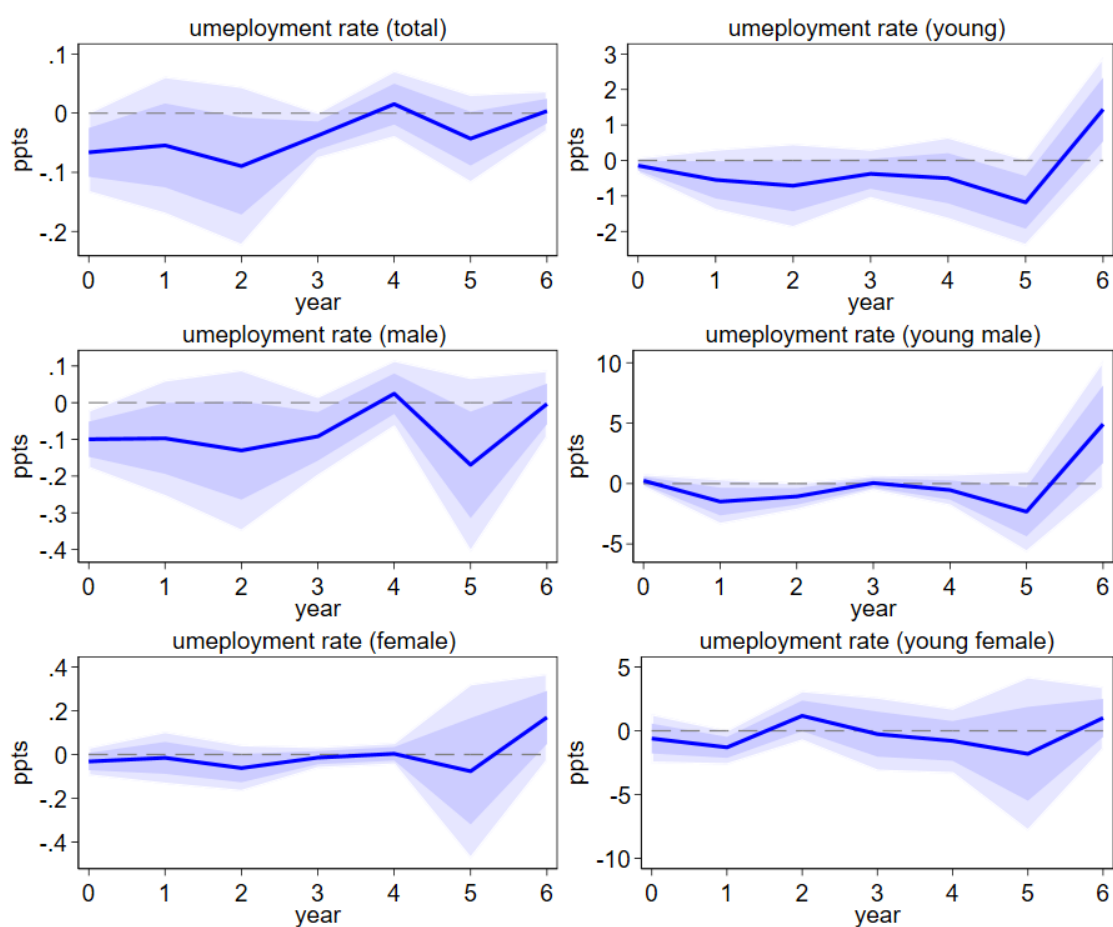 umeployment rate (total)
ppts
.1
0
-.1
-.2
0 1 2 3 4 5 6
year
umeployment rate (young)
ppts
3
2
1
0
-1
-2
0 1 2 3 4 5 6
year
umeployment rate (male)
ppts
.1
0
-.1
-.2
-.3
-.4
0 1 2 3 4 5 6
year
umeployment rate (young male)
ppts
10
5
0
-5
0 1 2 3 4 5 6
year
umeployment rate (female)
ppts
.4
.2
0
-.2
-.4
0 1 2 3 4 5 6
year
umeployment rate (young female)
ppts
5
0
-5
-10
0 1 2 3 4 5 6
year